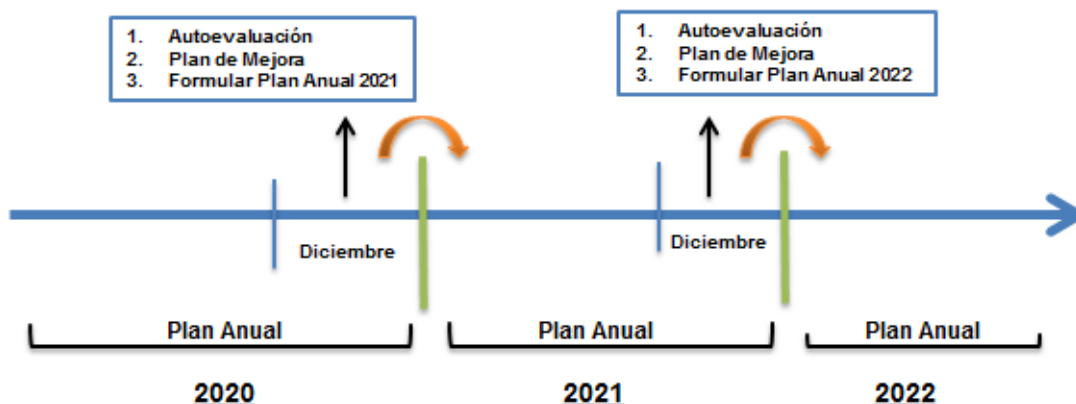 1. Autoevaluación
2. Plan de Mejora
3. Formular Plan Anual 2021
1. Autoevaluación
2. Plan de Mejora
3. Formular Plan Anual 2022
Diciembre
Diciembre
Plan Anual
Plan Anual
Plan Anual
2020
2021
2022